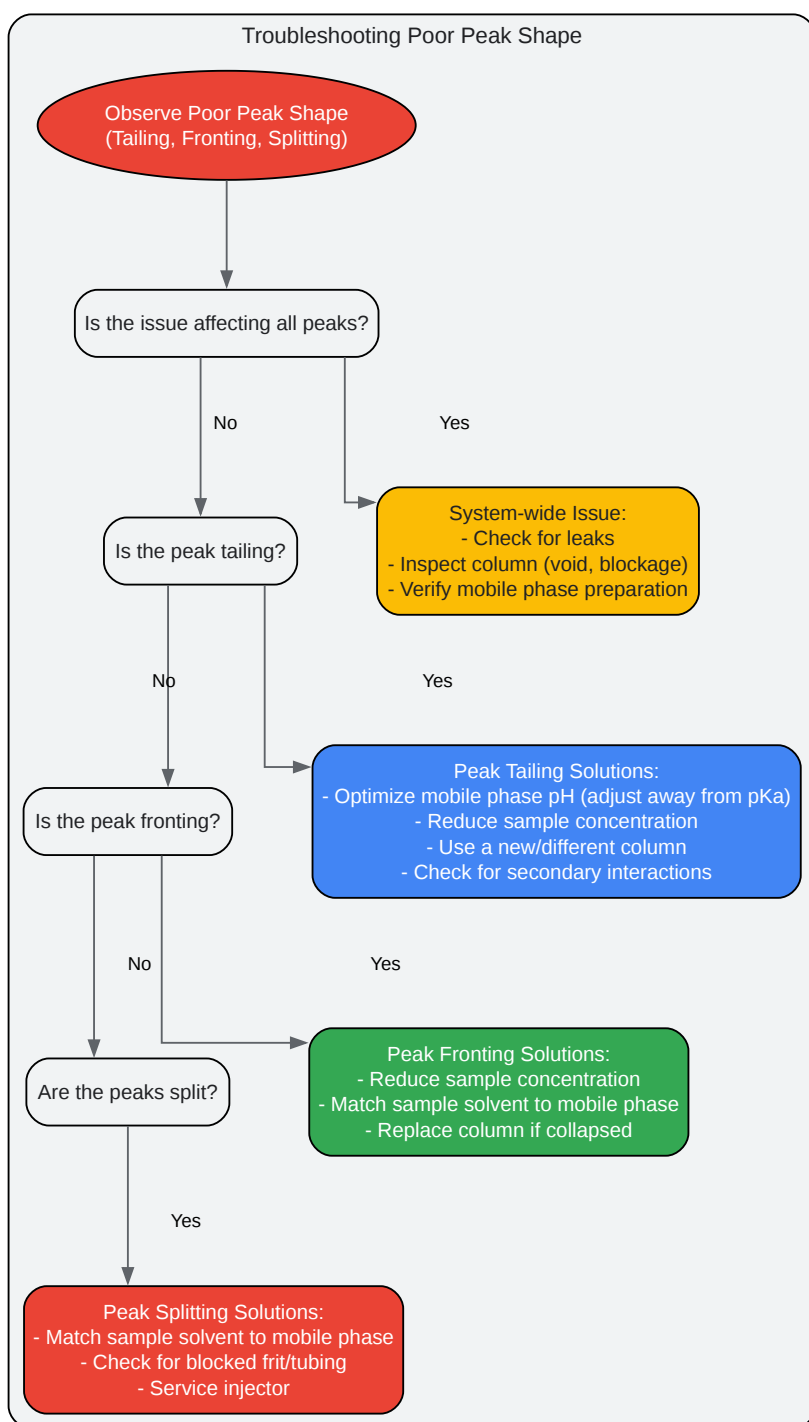 Troubleshooting Poor Peak Shape
Observe Poor Peak Shape
(Tailing, Fronting, Splitting)
Is the issue affecting all peaks?
No
Yes
System-wide Issue:
- Check for leaks
- Inspect column (void, blockage)
- Verify mobile phase preparation
Is the peak tailing?
No
Yes
Peak Tailing Solutions:
- Optimize mobile phase pH (adjust away from pKa)
- Reduce sample concentration
- Use a new/different column
- Check for secondary interactions
Is the peak fronting?
No
Yes
Peak Fronting Solutions:
- Reduce sample concentration
- Match sample solvent to mobile phase
- Replace column if collapsed
Are the peaks split?
Yes
Peak Splitting Solutions:
- Match sample solvent to mobile phase
- Check for blocked frit/tubing
- Service injector